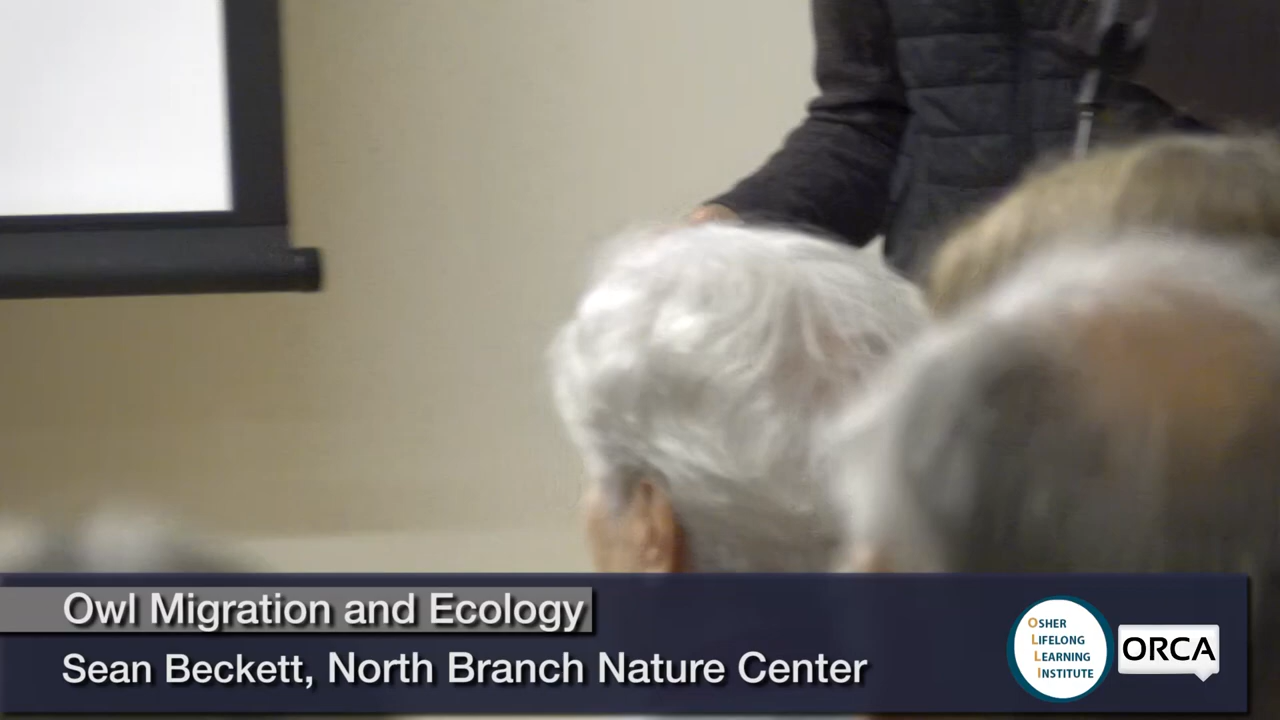 Owl Migration and Ecology
Sean Beckett, North Branch Nature Center
OSHER
LIFELONG
LEARNING
INSTITUTE
ORCA